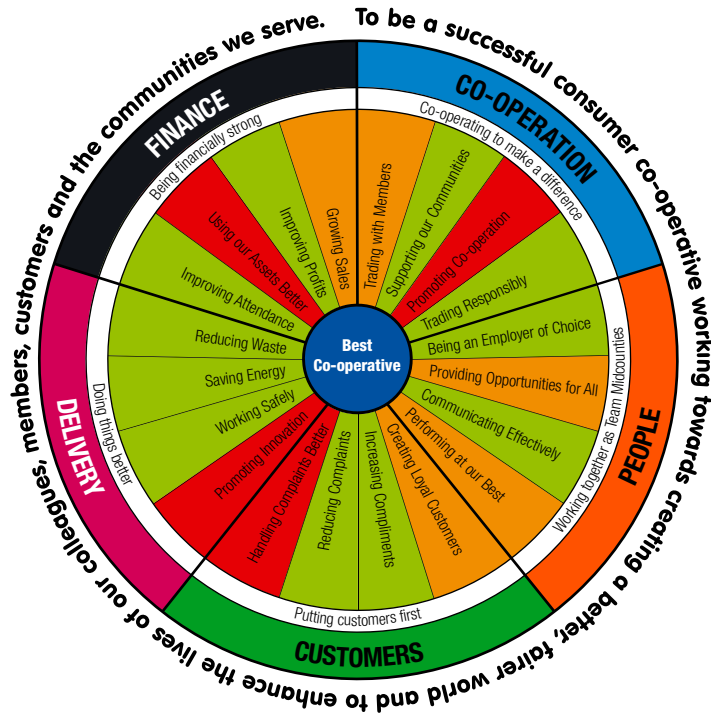 To be a successful consumer co-operative working towards creating a better, fairer world and to enhance the lives of our colleagues, members, customers and the communities we serve.
CO-OPERATION
Co-operating to make a difference
Trading with Members
Supporting our Communities
Promoting Co-operation
Trading Responsibly
PEOPLE
Working together as Team Midcounties
Being an Employer of Choice
Providing Opportunities for All
Communicating Effectively
Performing at our Best
CUSTOMERS
Putting customers first
Creating Loyal Customers
Increasing Compliments
Reducing Complaints
Handling Complaints Better
DELIVERY
Doing things better
Promoting Innovation
Working Safely
Saving Energy
Reducing Waste
FINANCE
Being financially strong
Improving Attendance
Using our Assets Better
Improving Profits
Growing Sales
Best
Co-operative